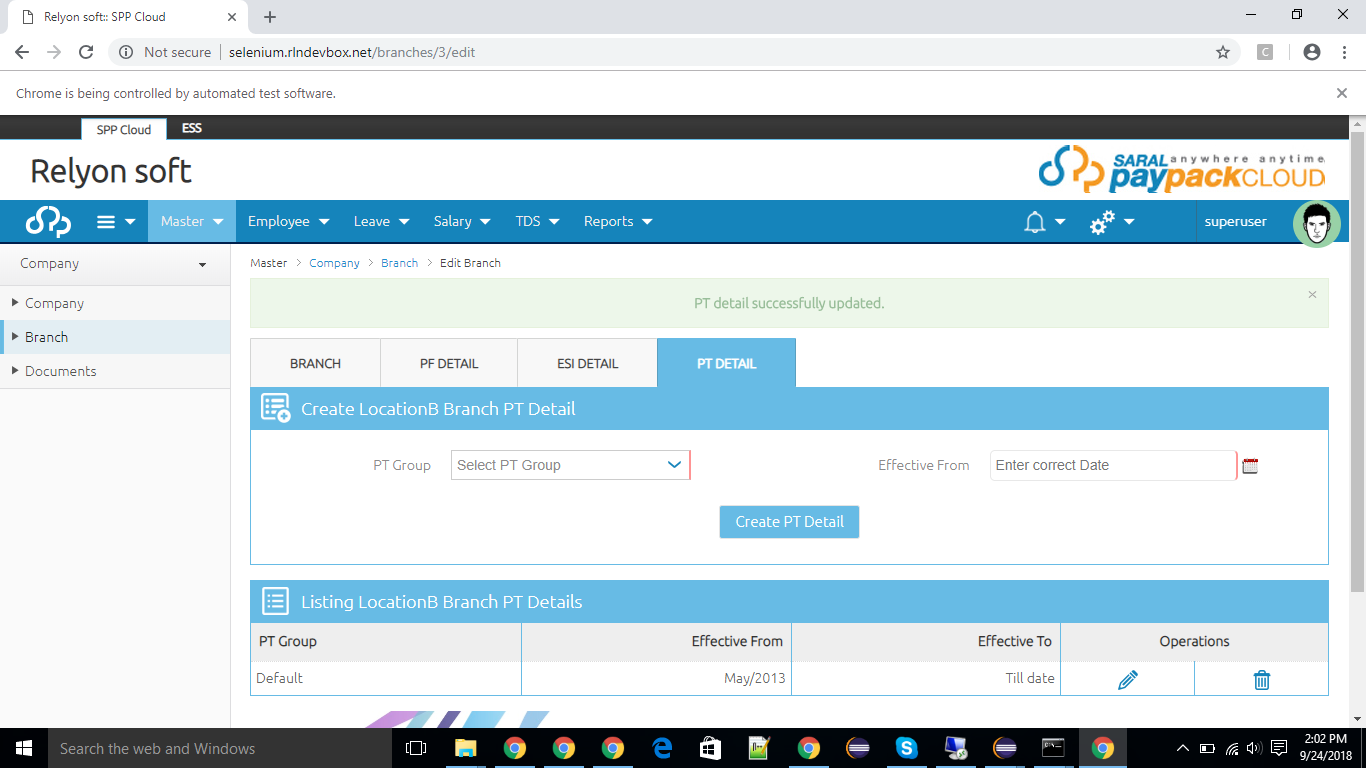 Relyon soft:: SPP Cloud
Not secure selenium.rlndevbox.net/branches/3/edit
C
Chrome is being controlled by automated test software.
SPP Cloud ESS
Relyon soft
SARAL anywhere anytime
paypackCLOUD
Master Employee Leave Salary TDS Reports superuser
Company
Master > Company > Branch > Edit Branch
Company
Branch
Documents
PT detail successfully updated.
BRANCH PF DETAIL ESI DETAIL PT DETAIL
Create LocationB Branch PT Detail
PT Group Select PT Group Effective From Enter correct Date
Create PT Detail
Listing LocationB Branch PT Details
PT Group Effective From Effective To Operations
Default May/2013 Till date
Search the web and Windows
2:02 PM
9/24/2018